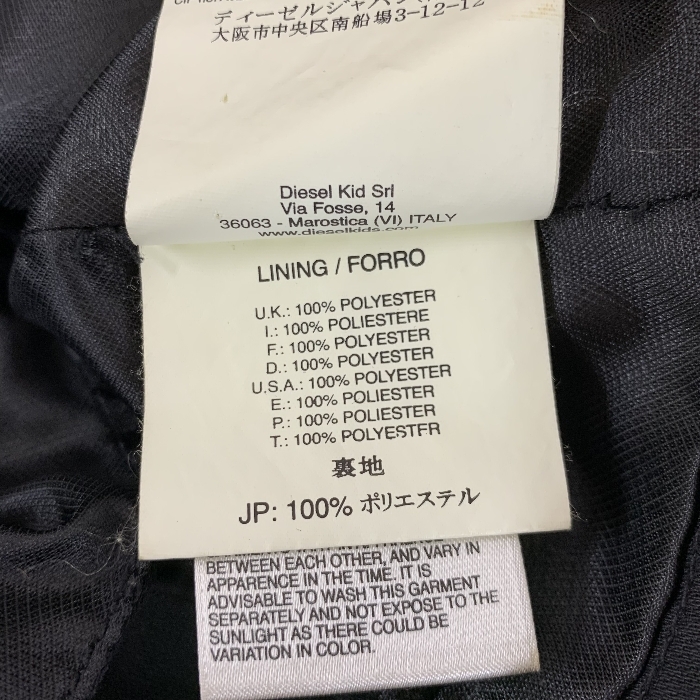 ディーゼルジャパン
大阪市中央区南船場3-12-12
Diesel Kid Srl
Via Fosse, 14
36063 - Marostica (VI) ITALY
www.dieselkids.com
LINING / FORRO
U.K.: 100% POLYESTER
I.: 100% POLIESTERE
F.: 100% POLYESTER
D.: 100% POLYESTER
U.S.A.: 100% POLYESTER
E.: 100% POLIESTER
P.: 100% POLIESTER
T.: 100% POLYESTER
裏地
JP: 100% ポリエステル
BETWEEN EACH OTHER, AND VARY IN
APPARENCE IN THE TIME. IT IS
ADVISABLE TO WASH THIS GARMENT
SEPARATELY AND NOT EXPOSE TO THE
SUNLIGHT AS THERE COULD BE
VARIATION IN COLOR.